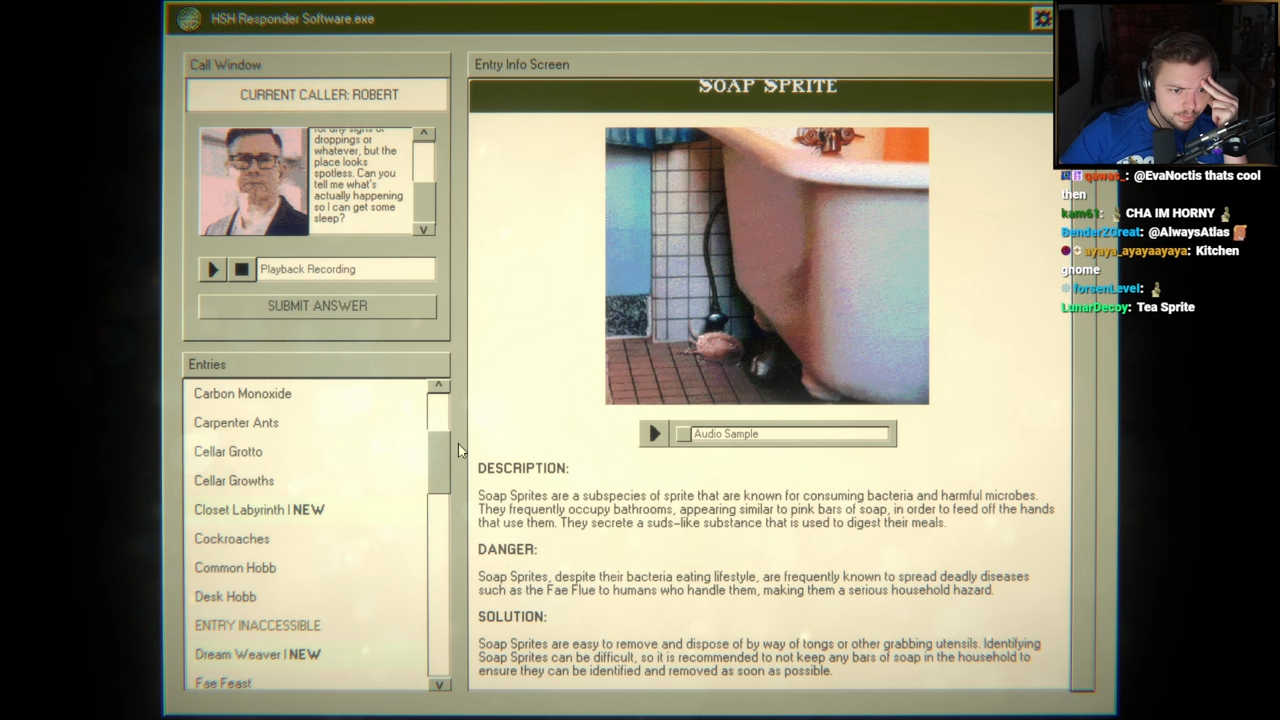 HSH Responder Software.exe
Call Window
CURRENT CALLER: ROBERT
for any signs or
droppings or
whatever, but the
place looks
spotless. Can you
tell me what's
actually happening
so I can get some
sleep?
Playback Recording
SUBMIT ANSWER
Entries
Carbon Monoxide
Carpenter Ants
Cellar Grotto
Cellar Growths
Closet Labyrinth | NEW
Cockroaches
Common Hobb
Desk Hobb
ENTRY INACCESSIBLE
Dream Weaver | NEW
Fae Feast
Entry Info Screen
SOAP SPRITE
Audio Sample
DESCRIPTION:
Soap Sprites are a subspecies of sprite that are known for consuming bacteria and harmful microbes.
They frequently occupy bathrooms, appearing similar to pink bars of soap, in order to feed off the hands
that use them. They secrete a suds-like substance that is used to digest their meals.
DANGER:
Soap Sprites, despite their bacteria eating lifestyle, are frequently known to spread deadly diseases
such as the Fae Flue to humans who handle them, making them a serious household hazard.
SOLUTION:
Soap Sprites are easy to remove and dispose of by way of tongs or other grabbing utensils. Identifying
Soap Sprites can be difficult, so it is recommended to not keep any bars of soap in the household to
ensure they can be identified and removed as soon as possible.
qawas_: @EvaNoctis thats cool
then
kam61: CHA IM HORNY
BenderZGreat: @AlwaysAtlas
ayaya_ayayaayaya: Kitchen
gnome
forsenLevel:
LunarDecoy: Tea Sprite